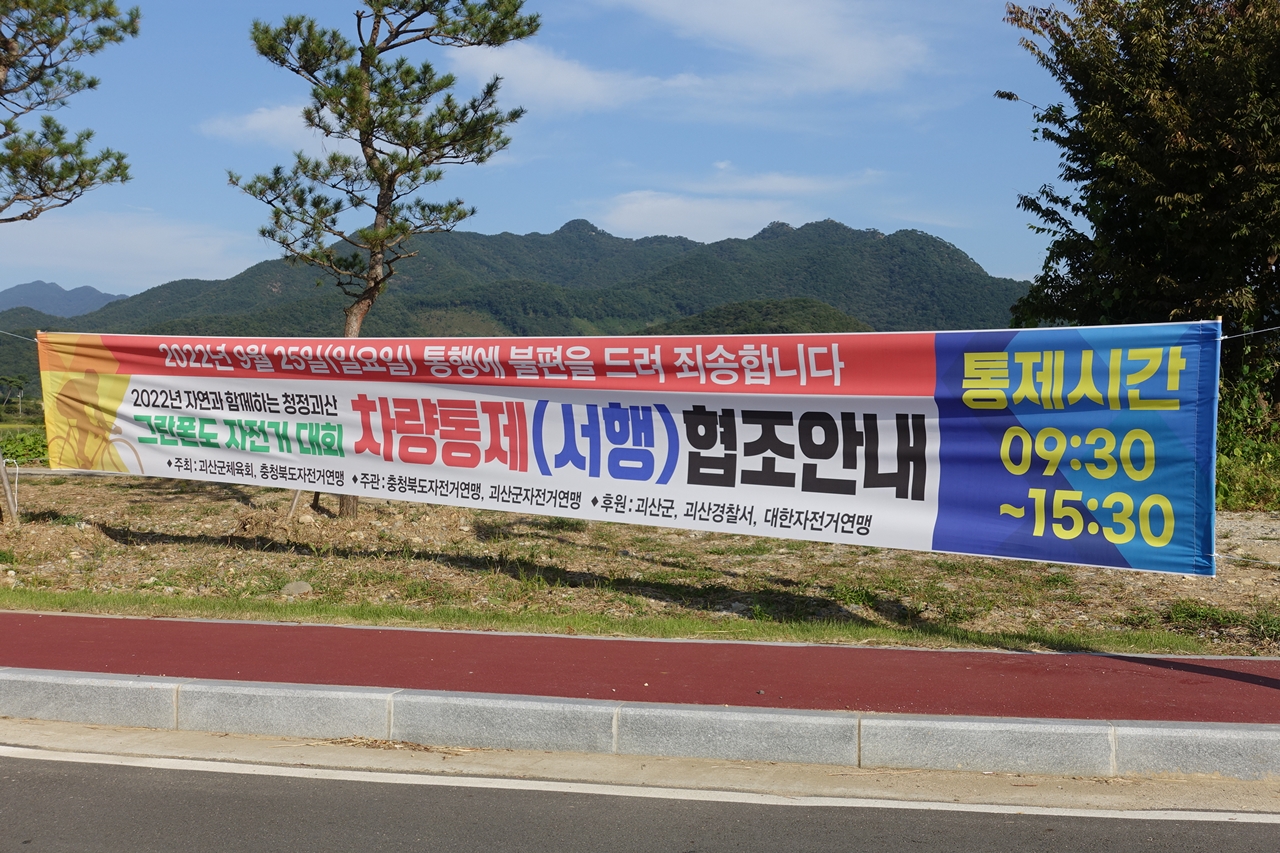 2022년 9월 25일(일요일) 통행에 불편을 드려 죄송합니다
2022년 자연과 함께하는 청정괴산
그란폰도 자전거 대회
차량통제(서행)협조안내
◆주최:괴산군체육회, 충청북도자전거연맹 ◆주관:충청북도자전거연맹, 괴산군자전거연맹 ◆후원:괴산군, 괴산경찰서, 대한자전거연맹
통제시간
09:30
~15:30